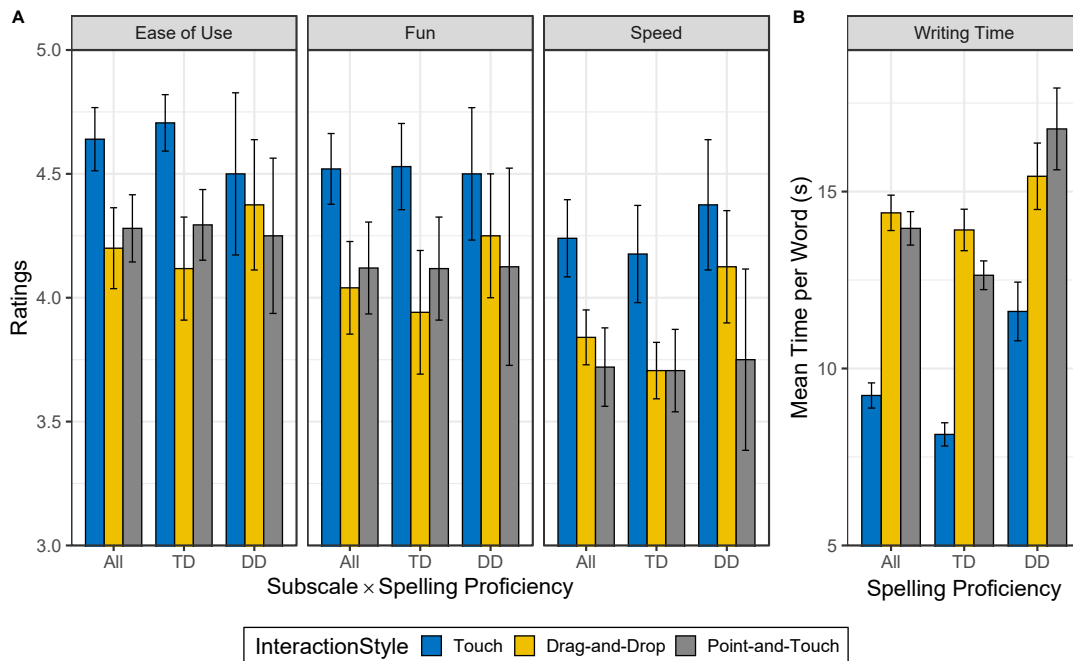 A
B
Ease of Use
Fun
Speed
Writing Time
Ratings
5.0
4.5
4.0
3.5
3.0
Mean Time per Word (s)
15
10
5
All TD DD
All TD DD
All TD DD
All TD DD
Subscale × Spelling Proficiency
Spelling Proficiency
InteractionStyle Touch Drag-and-Drop Point-and-Touch